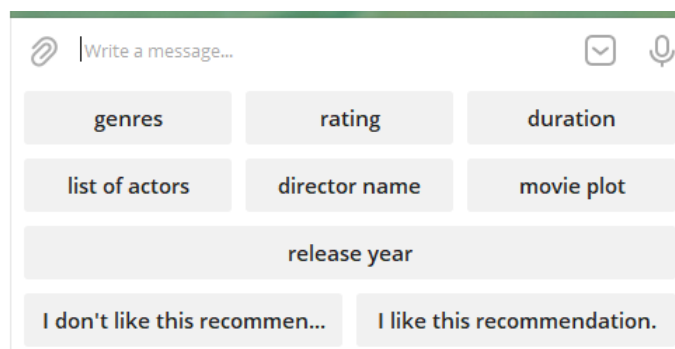 Write a message...
genres rating duration
list of actors director name movie plot
release year
I don't like this recommen... I like this recommendation.